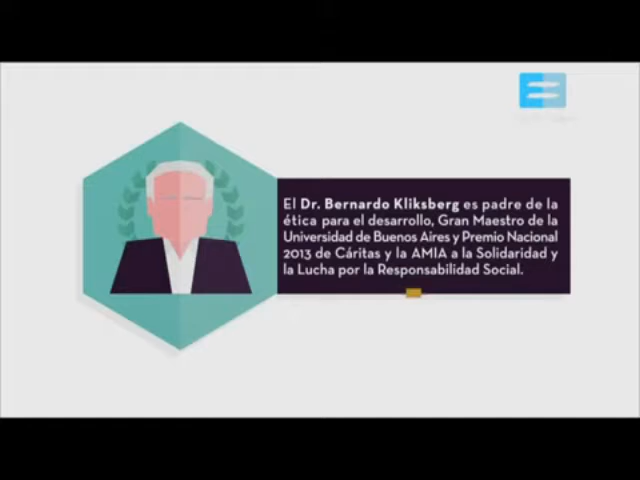 El Dr. Bernardo Kliksberg es padre de la
ética para el desarrollo, Gran Maestro de la
Universidad de Buenos Aires y Premio Nacional
2013 de Cáritas y la AMIA a la Solidaridad y
la Lucha por la Responsabilidad Social.